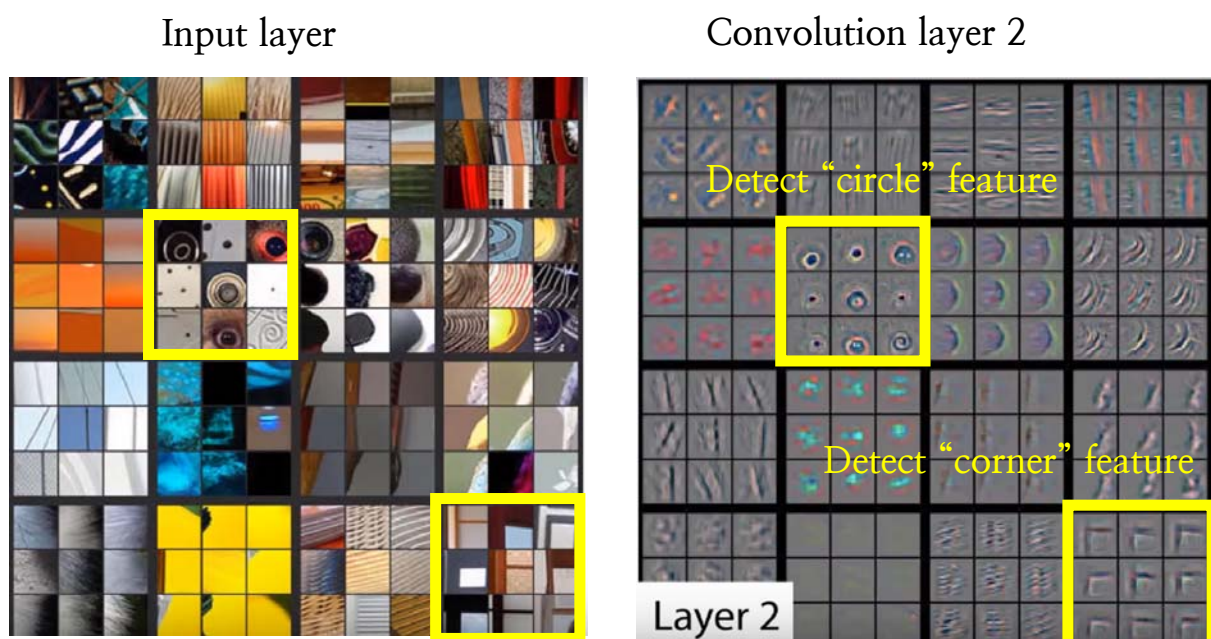 Input layer
Convolution layer 2
Detect “circle” feature
Detect “corner” feature
Layer 2